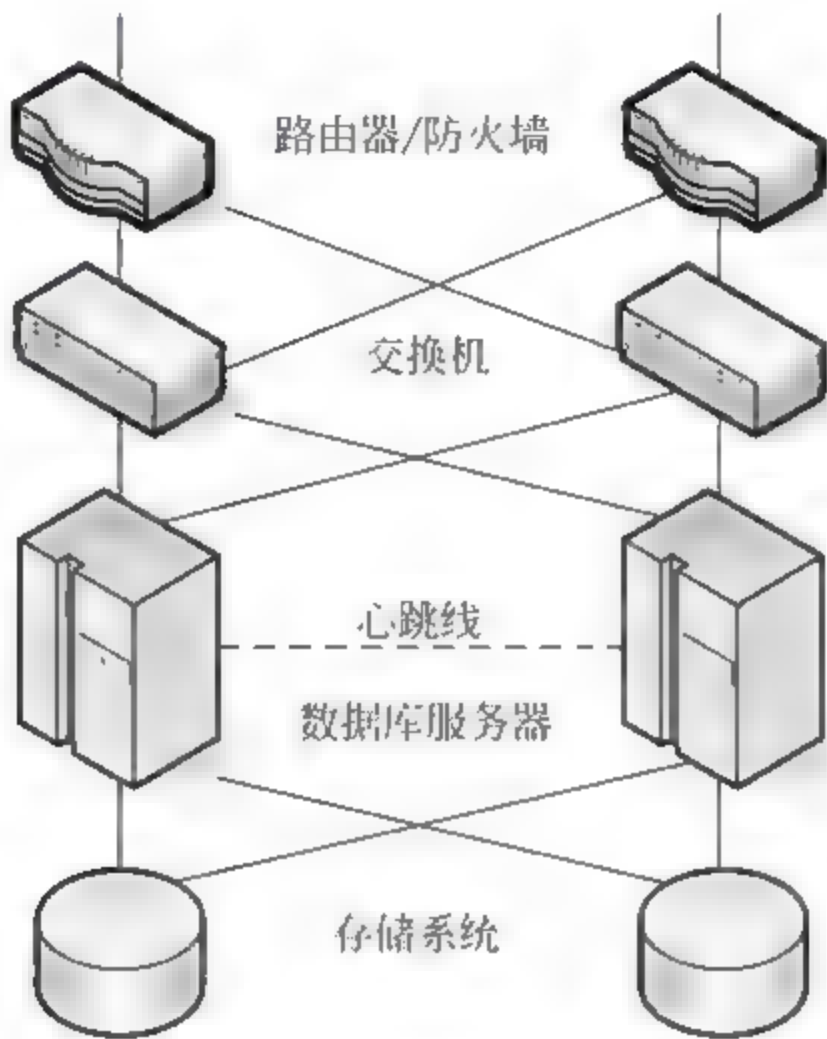 路由器/防火墙
交换机
心跳线
数据库服务器
存储系统